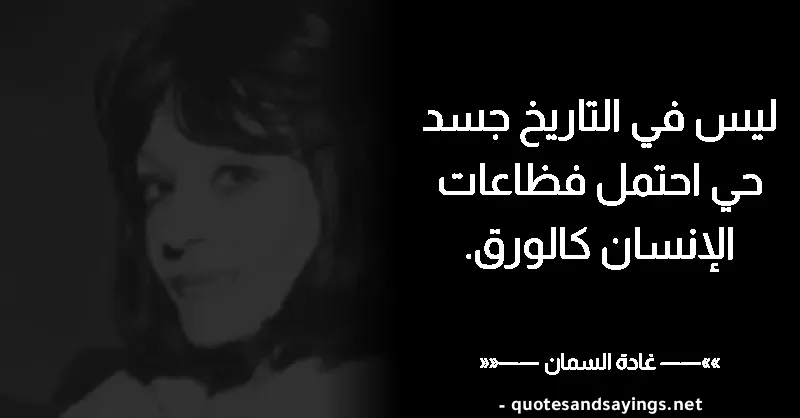 ليس في التاريخ جسد
حي احتمل فظاعات
الإنسان كالورق.
»»—— غادة السمان ——««
- quotesandsayings.net